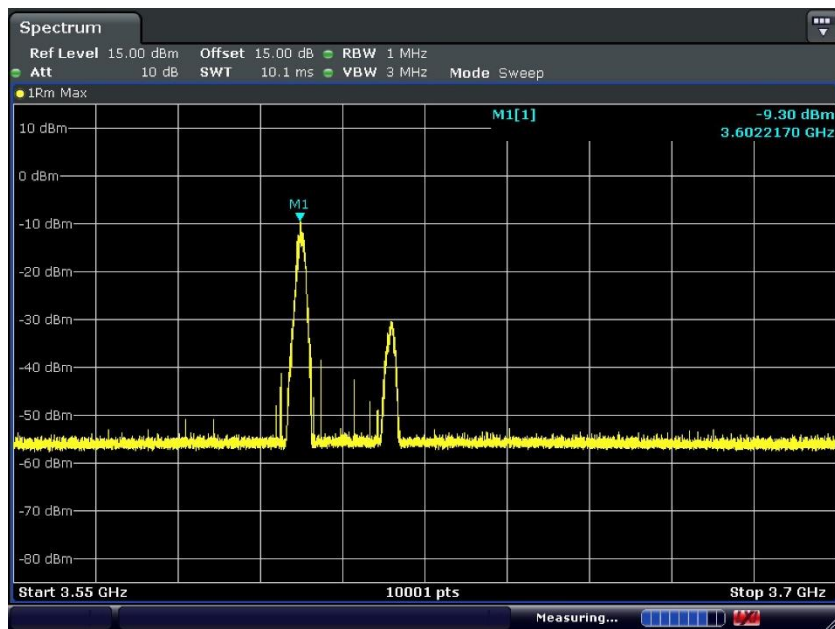 Spectrum
Ref Level 15.00 dBm Offset 15.00 dB RBW 1 MHz
Att 10 dB SWT 10.1 ms VBW 3 MHz Mode Sweep
1Rm Max
M1[1] -9.30 dBm
3.6022170 GHz
10 dBm
0 dBm
M1
-10 dBm
-20 dBm
-30 dBm
-40 dBm
-50 dBm
-60 dBm
-70 dBm
-80 dBm
Start 3.55 GHz 10001 pts Stop 3.7 GHz
Measuring...